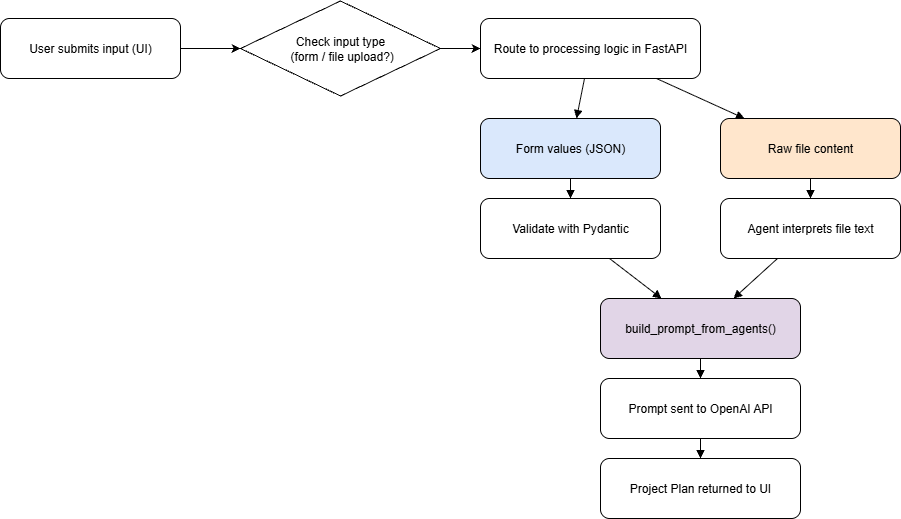 User submits input (UI)
Check input type
(form / file upload?)
Route to processing logic in FastAPI
Form values (JSON)
Raw file content
Validate with Pydantic
Agent interprets file text
build_prompt_from_agents()
Prompt sent to OpenAI API
Project Plan returned to UI